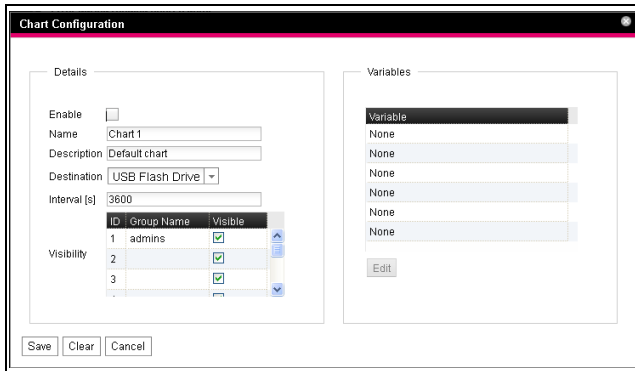 Chart Configuration
Details
Enable
Name Chart 1
Description Default chart
Destination USB Flash Drive
Interval [s] 3600
Visibility
ID Group Name Visible
1 admins
2
3
Variables
Variable
None
None
None
None
None
None
Edit
Save Clear Cancel